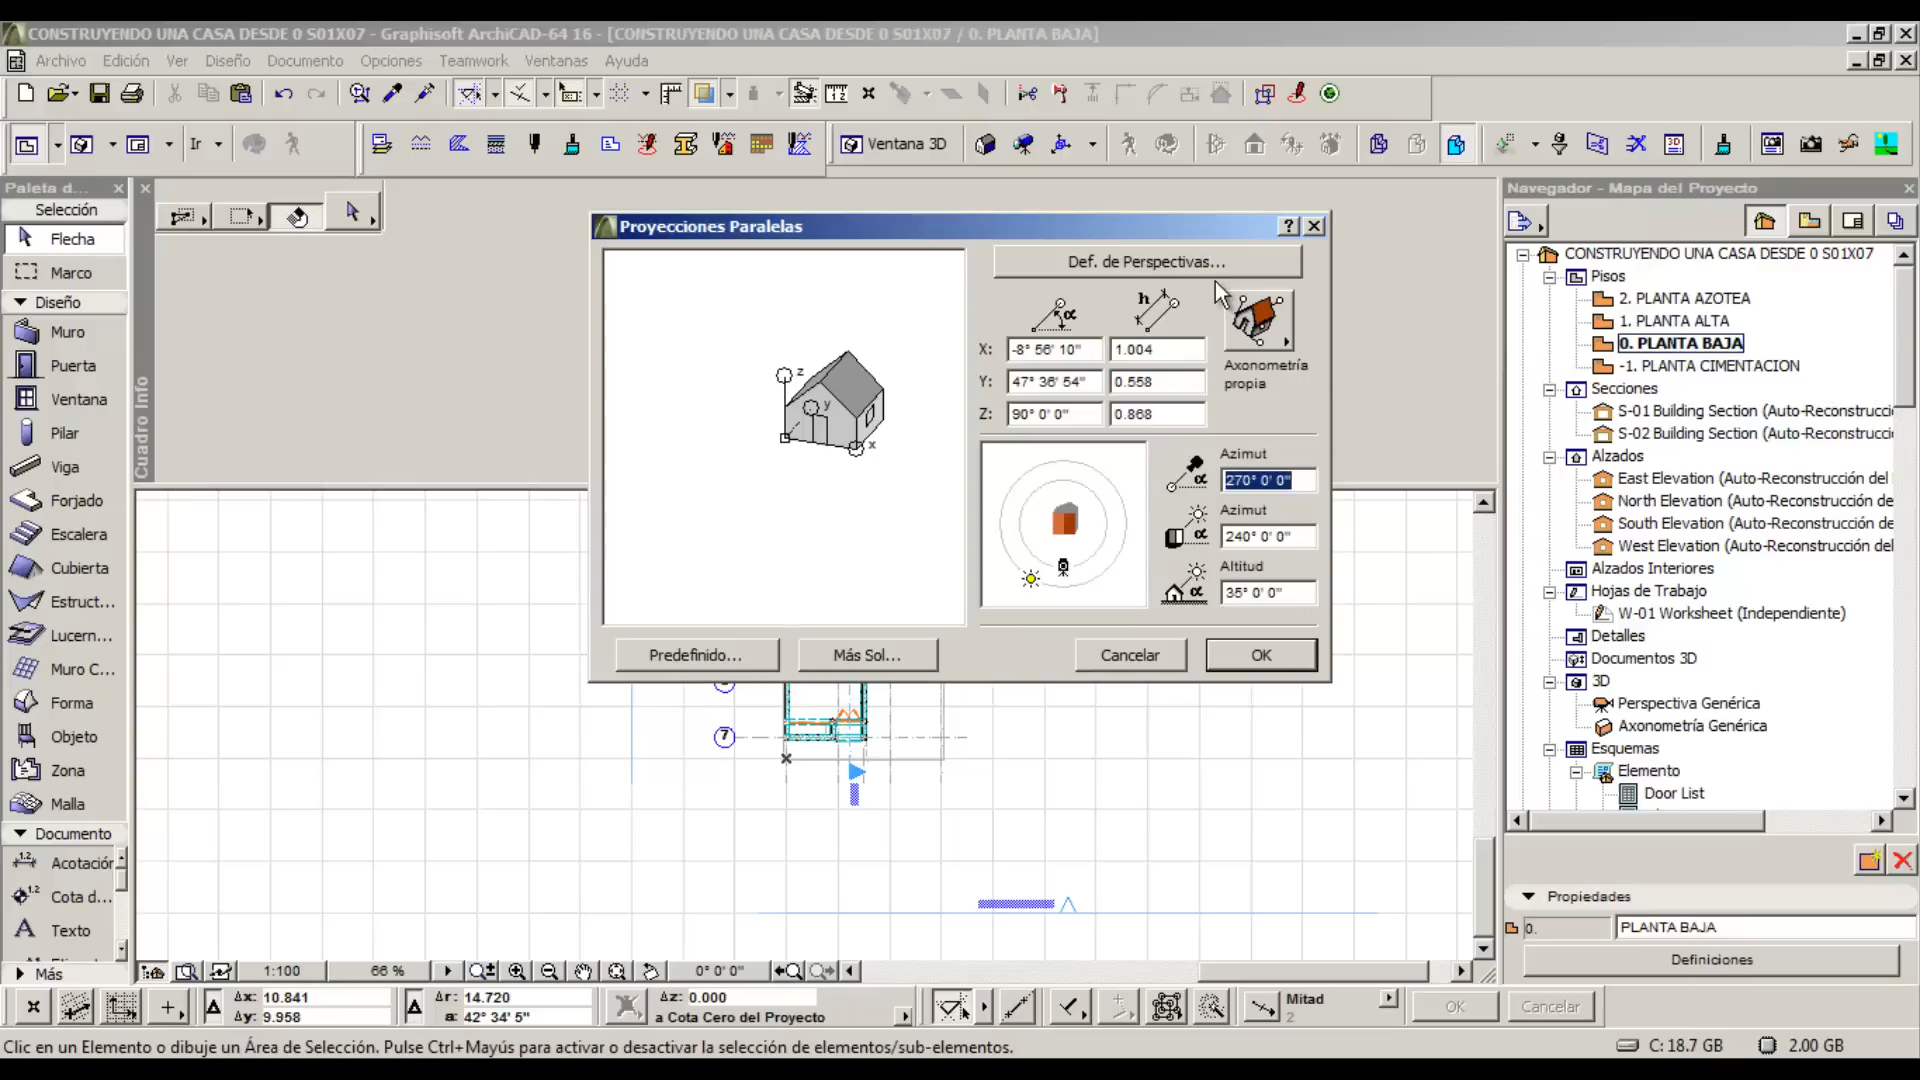 CONSTRUYENDO UNA CASA DESDE 0 S01X07 - Graphisoft ArchiCAD-64 16 - [CONSTRUYENDO UNA CASA DESDE 0 S01X07 / 0. PLANTA BAJA]
Archivo Edición Ver Diseño Documento Opciones Teamwork Ventanas Ayuda
Ir
Ventana 3D
Paleta d...
Selección
Flecha
Marco
Diseño
Muro
Puerta
Ventana
Pilar
Viga
Forjado
Escalera
Cubierta
Estruct...
Lucern...
Muro C...
Forma
Objeto
Zona
Malla
Documento
Acotación
Cota d...
Texto
Más
Cuadro Info
Proyecciones Paralelas
Def. de Perspectivas...
h
α
X: -8° 56' 10" 1.004
Y: 47° 36' 54" 0.558
Z: 90° 0' 0" 0.868
Axonometría
propia
z
y
x
Azimut
270° 0' 0"
Azimut
240° 0' 0"
Altitud
35° 0' 0"
Predefinido... Más Sol... Cancelar OK
7
Navegador - Mapa del Proyecto
CONSTRUYENDO UNA CASA DESDE 0 S01X07
Pisos
2. PLANTA AZOTEA
1. PLANTA ALTA
0. PLANTA BAJA
-1. PLANTA CIMENTACION
Secciones
S-01 Building Section (Auto-Reconstrucci
S-02 Building Section (Auto-Reconstrucci
Alzados
East Elevation (Auto-Reconstrucción del
North Elevation (Auto-Reconstrucción de
South Elevation (Auto-Reconstrucción de
West Elevation (Auto-Reconstrucción del
Alzados Interiores
Hojas de Trabajo
W-01 Worksheet (Independiente)
Detalles
Documentos 3D
3D
Perspectiva Genérica
Axonometría Genérica
Esquemas
Elemento
Door List
Propiedades
0. PLANTA BAJA
Definiciones
1:100 66 % 0° 0' 0"
Δx: 10.841
Δy: 9.958
Δr: 14.720
a: 42° 34' 5"
Δz: 0.000
a Cota Cero del Proyecto
Mitad
2
OK Cancelar
Clic en un Elemento o dibuje un Área de Selección. Pulse Ctrl+Mayús para activar o desactivar la selección de elementos/sub-elementos.
C: 18.7 GB 2.00 GB